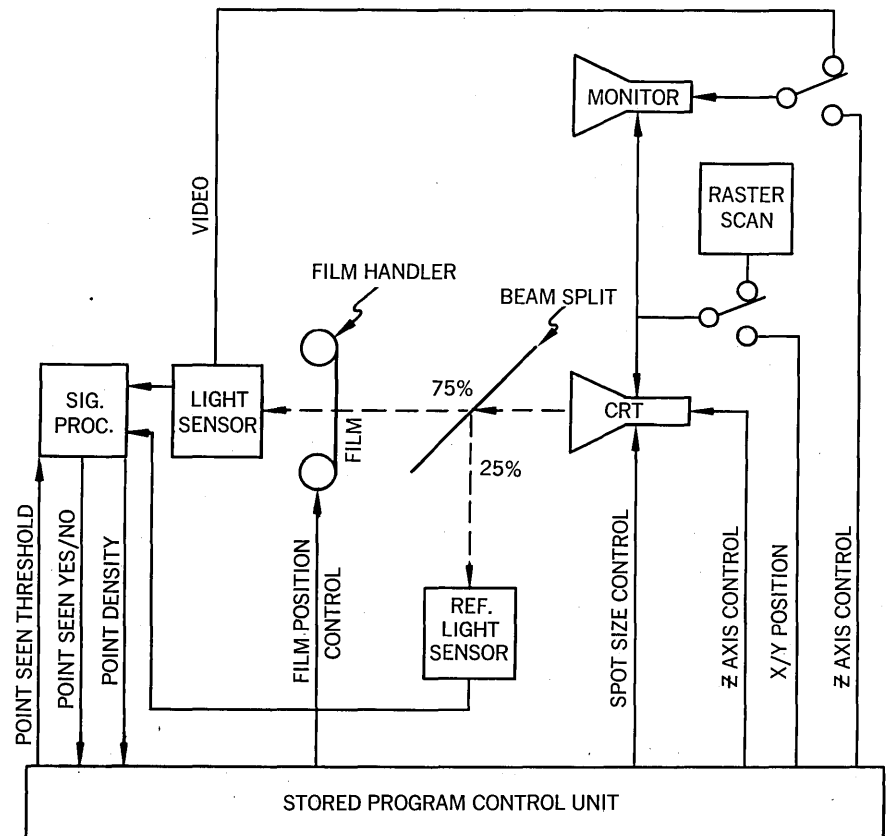 MONITOR
RASTER
SCAN
VIDEO
FILM HANDLER
BEAM SPLIT
SIG.
PROC.
LIGHT
SENSOR
75%
CRT
FILM
25%
REF.
LIGHT
SENSOR
POINT SEEN THRESHOLD
POINT SEEN YES/NO
POINT DENSITY
FILM POSITION
CONTROL
SPOT SIZE CONTROL
Z AXIS CONTROL
X/Y POSITION
Z AXIS CONTROL
STORED PROGRAM CONTROL UNIT